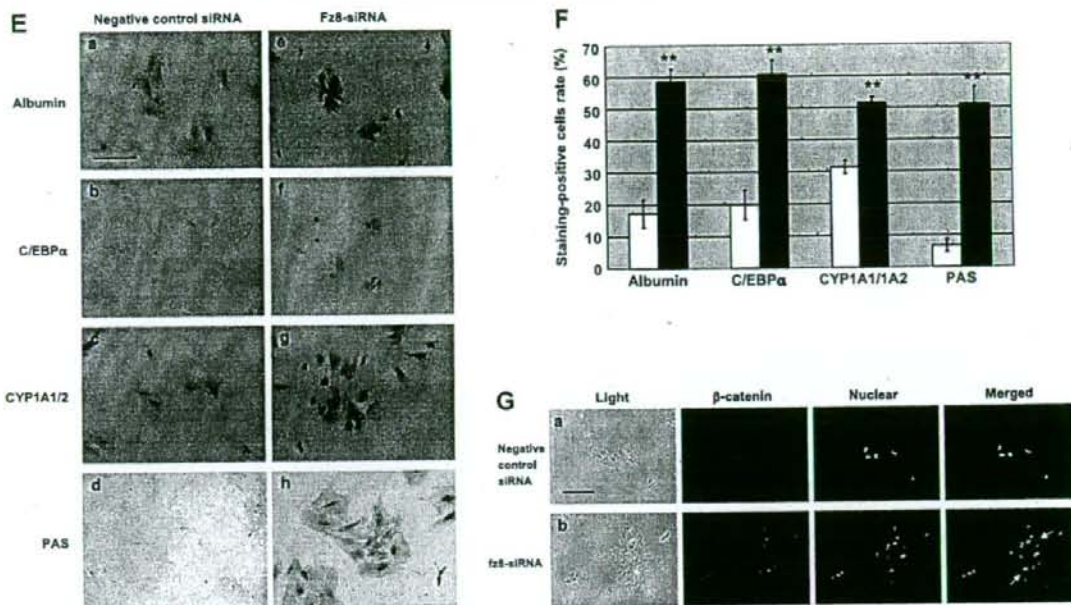 E
Negative control siRNA
Fz8-siRNA
Albumin
a
e
C/EBPα
b
f
CYP1A1/2
c
g
PAS
d
h
F
Staining-positive cells rate (%)
70
60
50
40
30
20
10
0
** ** ** **
Albumin C/EBPα CYP1A1/1A2 PAS
G
Light β-catenin Nuclear Merged
a
Negative
control
siRNA
b
fz8-siRNA